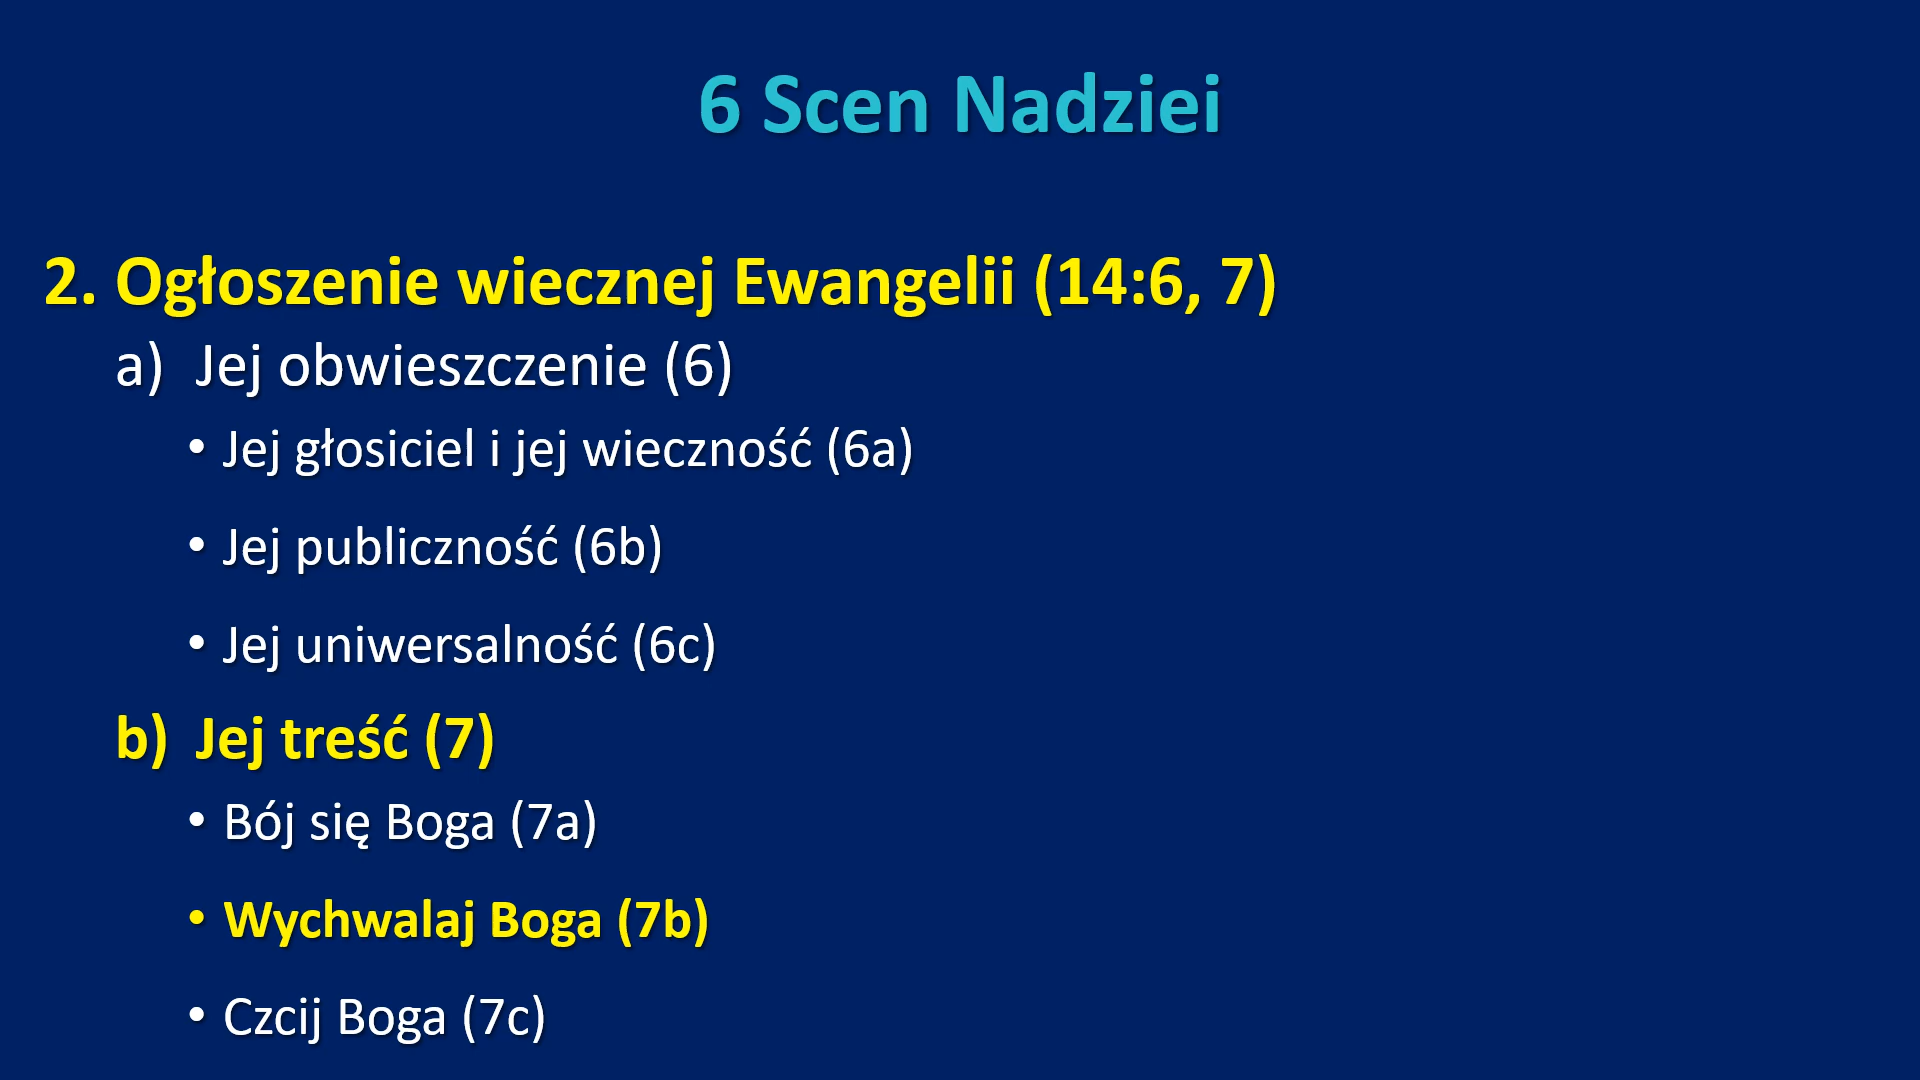 6 Scen Nadziei
2. Ogłoszenie wiecznej Ewangelii (14:6, 7)
a) Jej obwieszczenie (6)
• Jej głosiciel i jej wieczność (6a)
• Jej publiczność (6b)
• Jej uniwersalność (6c)
b) Jej treść (7)
• Bój się Boga (7a)
• Wychwalaj Boga (7b)
• Czcij Boga (7c)